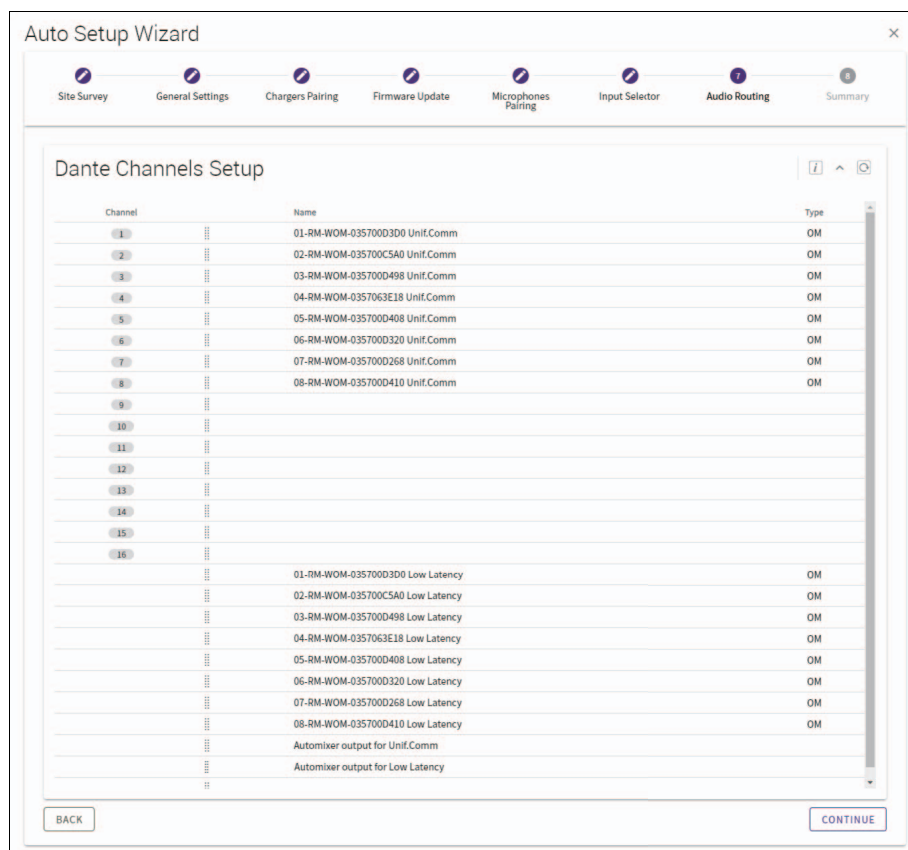 Auto Setup Wizard
Site Survey General Settings Chargers Pairing Firmware Update Microphones Pairing Input Selector 7 Audio Routing 8 Summary
Dante Channels Setup
Channel Name Type
1 01-RM-WOM-035700D3D0 Unif.Comm OM
2 02-RM-WOM-035700C5A0 Unif.Comm OM
3 03-RM-WOM-035700D498 Unif.Comm OM
4 04-RM-WOM-0357063E18 Unif.Comm OM
5 05-RM-WOM-035700D408 Unif.Comm OM
6 06-RM-WOM-035700D320 Unif.Comm OM
7 07-RM-WOM-035700D268 Unif.Comm OM
8 08-RM-WOM-035700D410 Unif.Comm OM
9
10
11
12
13
14
15
16
01-RM-WOM-035700D3D0 Low Latency OM
02-RM-WOM-035700C5A0 Low Latency OM
03-RM-WOM-035700D498 Low Latency OM
04-RM-WOM-0357063E18 Low Latency OM
05-RM-WOM-035700D408 Low Latency OM
06-RM-WOM-035700D320 Low Latency OM
07-RM-WOM-035700D268 Low Latency OM
08-RM-WOM-035700D410 Low Latency OM
Automixer output for Unif.Comm
Automixer output for Low Latency
BACK CONTINUE